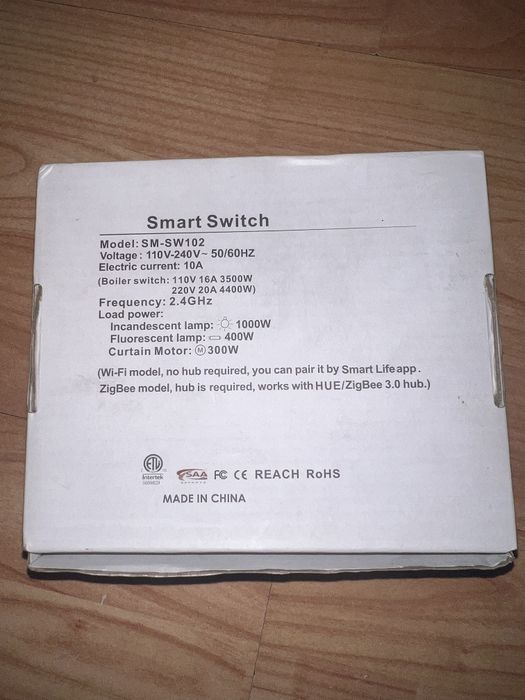 Smart Switch
Model: SM-SW102
Voltage : 110V-240V~ 50/60HZ
Electric current: 10A
(Boiler switch: 110V 16A 3500W
220V 20A 4400W)
Frequency: 2.4GHz
Load power:
Incandescent lamp: 1000W
Fluorescent lamp: 400W
Curtain Motor: M 300W
(Wi-Fi model, no hub required, you can pair it by Smart Life app.
ZigBee model, hub is required, works with HUE/ZigBee 3.0 hub.)
ETL Intertek SAA FC CE REACH RoHS
MADE IN CHINA